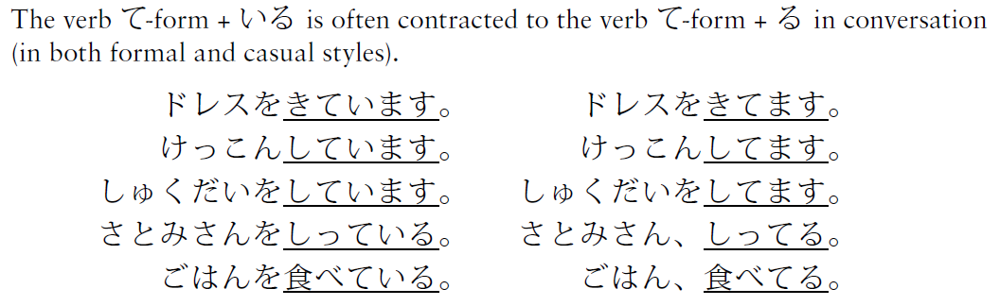 The verb て-form + いる is often contracted to the verb て-form + る in conversation
(in both formal and casual styles).
ドレスをきています。 ドレスをきてます。
けっこんしています。 けっこんしてます。
しゅくだいをしています。 しゅくだいをしてます。
さとみさんをしっている。 さとみさん、しってる。
ごはんを食べている。 ごはん、食べてる。